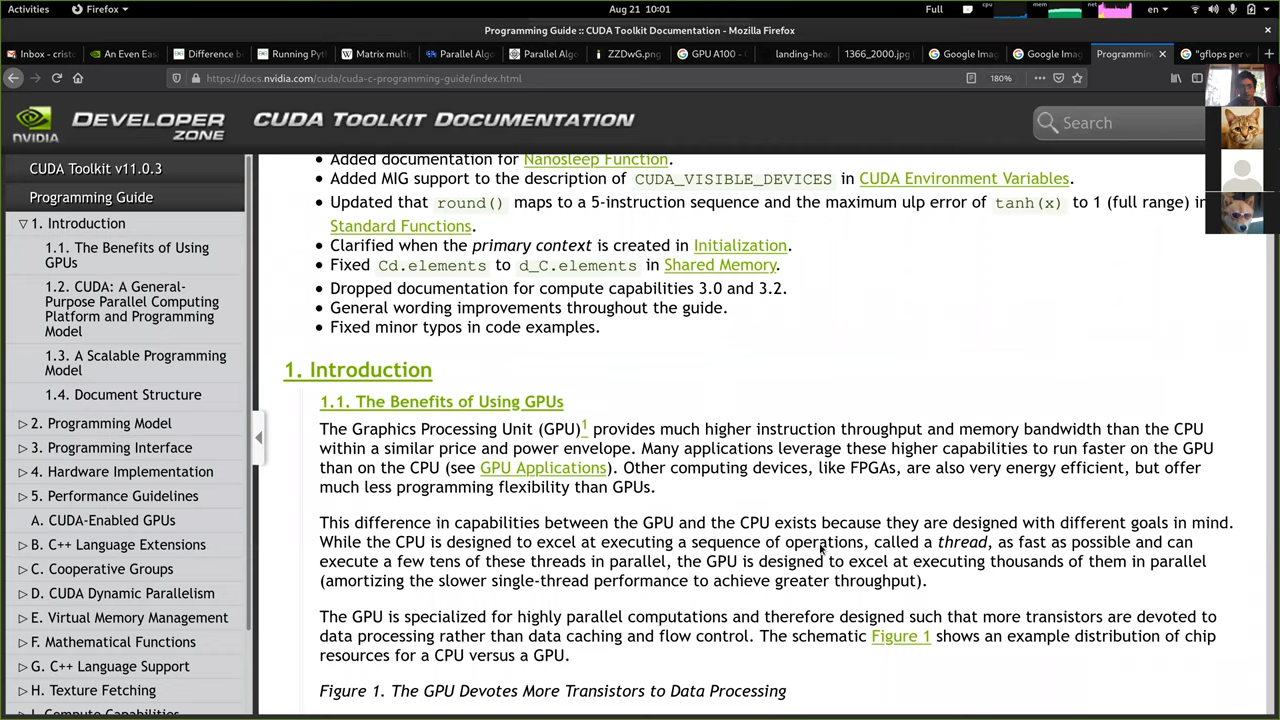 Activities
Firefox
Aug 21 10:01
Full
cpu
mem
net
en
Programming Guide :: CUDA Toolkit Documentation - Mozilla Firefox
Inbox - crist
An Even Eas
Difference b
Running Pyt
Matrix multi
Parallel Algo
Parallel Algo
ZZDwG.png
GPU A100
landing-hea
1366_2000.jpg
Google Imag
Google Imag
Programmin
"gflops per w
https://docs.nvidia.com/cuda/cuda-c-programming-guide/index.html
180%
NVIDIA
DEVELOPER
ZONE
CUDA TOOLKIT DOCUMENTATION
Search
CUDA Toolkit v11.0.3
Programming Guide
▽ 1. Introduction
1.1. The Benefits of Using
GPUs
1.2. CUDA: A General-
Purpose Parallel Computing
Platform and Programming
Model
1.3. A Scalable Programming
Model
1.4. Document Structure
▷ 2. Programming Model
▷ 3. Programming Interface
▷ 4. Hardware Implementation
▷ 5. Performance Guidelines
A. CUDA-Enabled GPUs
▷ B. C++ Language Extensions
▷ C. Cooperative Groups
▷ D. CUDA Dynamic Parallelism
▷ E. Virtual Memory Management
▷ F. Mathematical Functions
▷ G. C++ Language Support
▷ H. Texture Fetching
▷ I. Compute Capabilities
• Added documentation for Nanosleep Function.
• Added MIG support to the description of CUDA_VISIBLE_DEVICES in CUDA Environment Variables.
• Updated that round() maps to a 5-instruction sequence and the maximum ulp error of tanh(x) to 1 (full range) in
Standard Functions.
• Clarified when the primary context is created in Initialization.
• Fixed Cd.elements to d_C.elements in Shared Memory.
• Dropped documentation for compute capabilities 3.0 and 3.2.
• General wording improvements throughout the guide.
• Fixed minor typos in code examples.
1. Introduction
1.1. The Benefits of Using GPUs
The Graphics Processing Unit (GPU)1 provides much higher instruction throughput and memory bandwidth than the CPU
within a similar price and power envelope. Many applications leverage these higher capabilities to run faster on the GPU
than on the CPU (see GPU Applications). Other computing devices, like FPGAs, are also very energy efficient, but offer
much less programming flexibility than GPUs.
This difference in capabilities between the GPU and the CPU exists because they are designed with different goals in mind.
While the CPU is designed to excel at executing a sequence of operations, called a thread, as fast as possible and can
execute a few tens of these threads in parallel, the GPU is designed to excel at executing thousands of them in parallel
(amortizing the slower single-thread performance to achieve greater throughput).
The GPU is specialized for highly parallel computations and therefore designed such that more transistors are devoted to
data processing rather than data caching and flow control. The schematic Figure 1 shows an example distribution of chip
resources for a CPU versus a GPU.
Figure 1. The GPU Devotes More Transistors to Data Processing